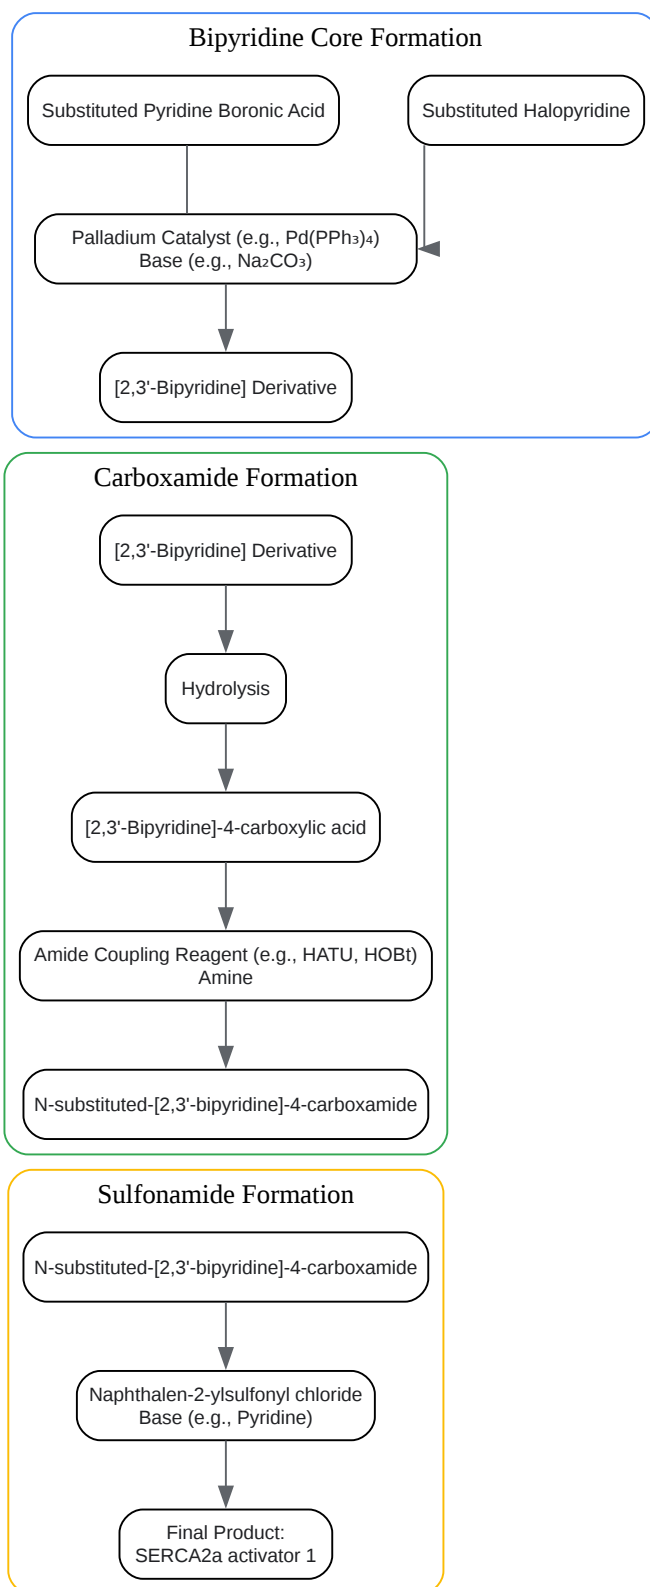 Bipyridine Core Formation
Substituted Pyridine Boronic Acid
Substituted Halopyridine
Palladium Catalyst (e.g., Pd(PPh₃)₄)
Base (e.g., Na₂CO₃)
[2,3'-Bipyridine] Derivative
Carboxamide Formation
[2,3'-Bipyridine] Derivative
Hydrolysis
[2,3'-Bipyridine]-4-carboxylic acid
Amide Coupling Reagent (e.g., HATU, HOBt)
Amine
N-substituted-[2,3'-bipyridine]-4-carboxamide
Sulfonamide Formation
N-substituted-[2,3'-bipyridine]-4-carboxamide
Naphthalen-2-ylsulfonyl chloride
Base (e.g., Pyridine)
Final Product:
SERCA2a activator 1